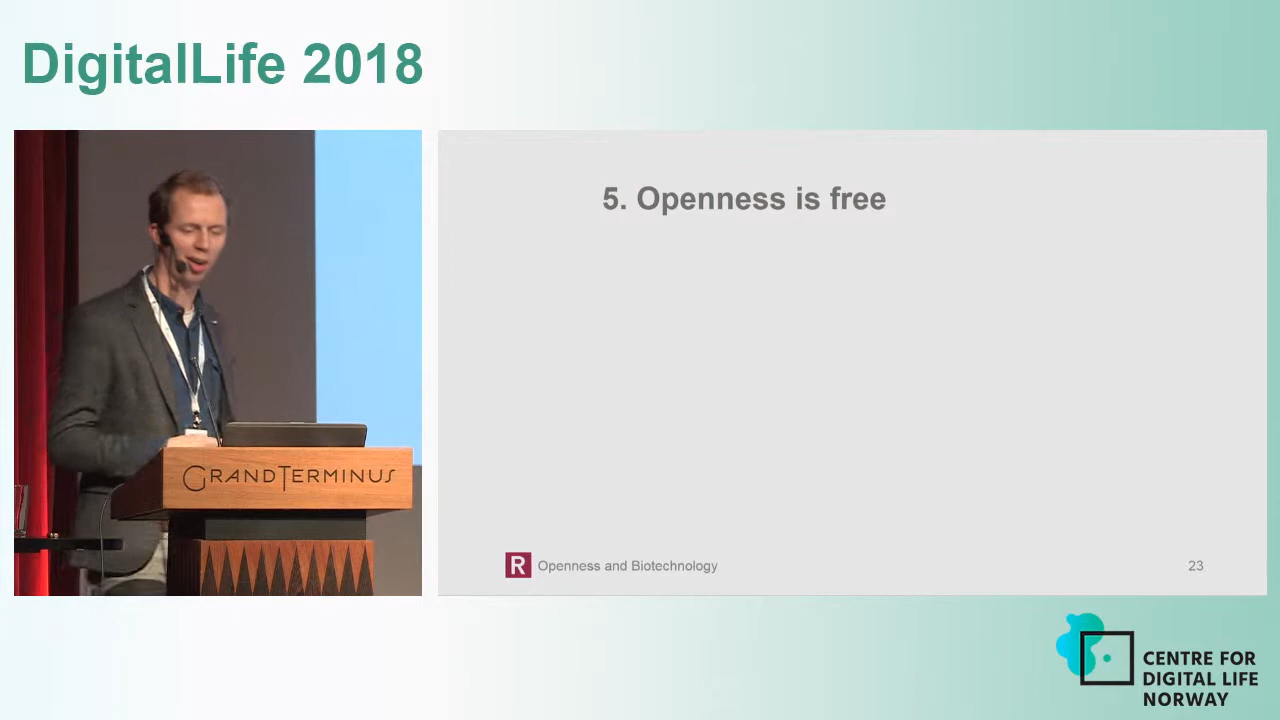 DigitalLife 2018
5. Openness is free
GRANDTERMINUS
R Openness and Biotechnology
23
CENTRE FOR
DIGITAL LIFE
NORWAY